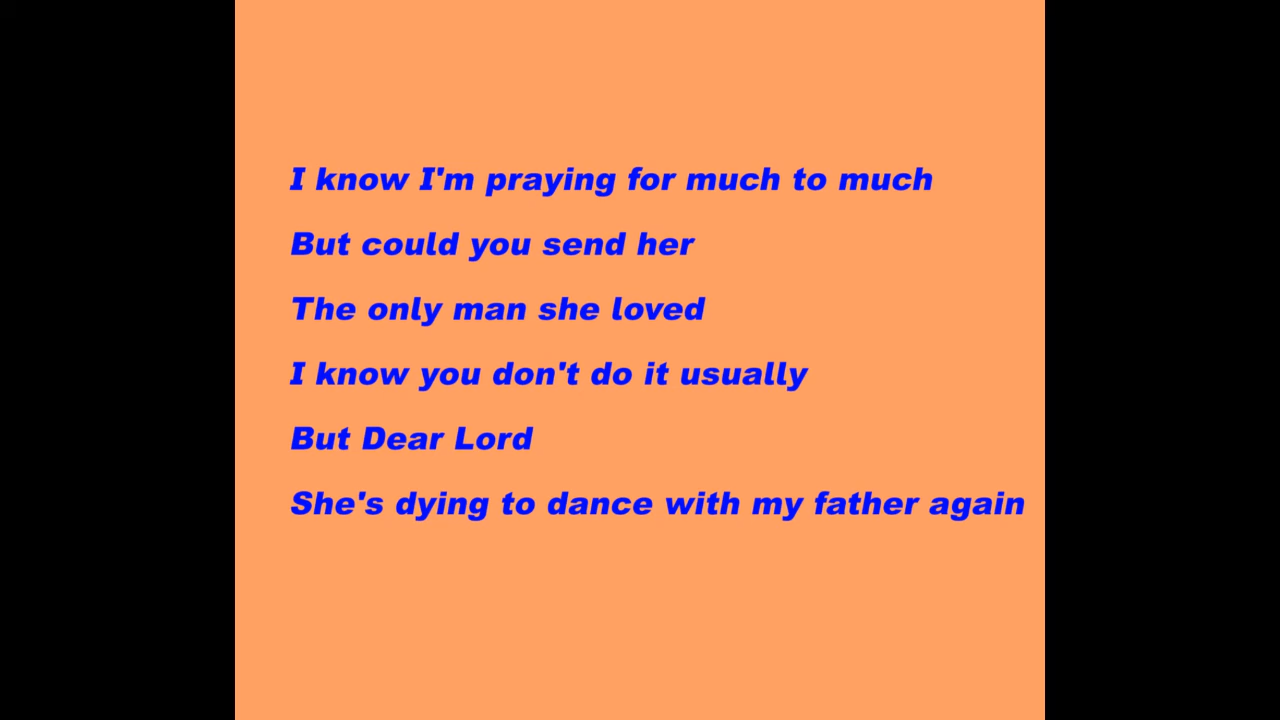 I know I'm praying for much to much
But could you send her
The only man she loved
I know you don't do it usually
But Dear Lord
She's dying to dance with my father again